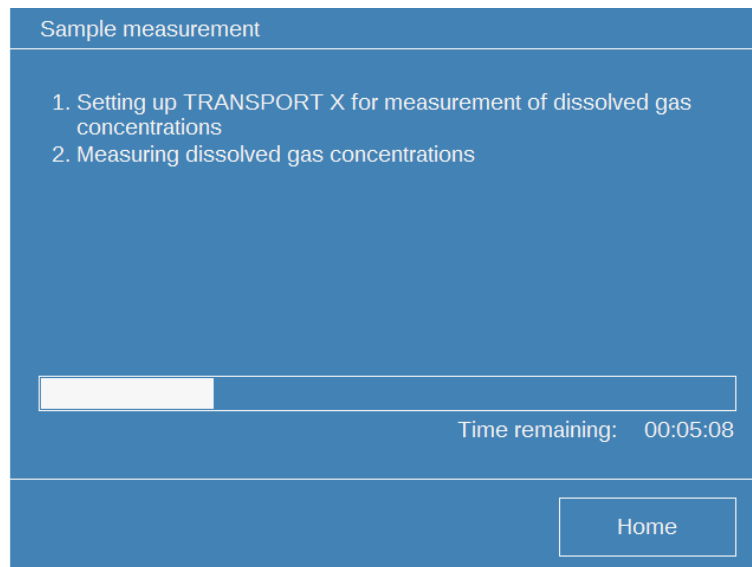 Sample measurement
1. Setting up TRANSPORT X for measurement of dissolved gas
concentrations
2. Measuring dissolved gas concentrations
Time remaining: 00:05:08
Home